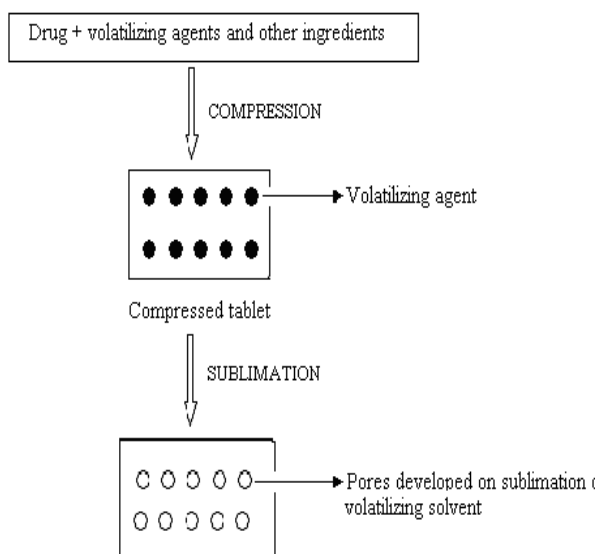 Drug + volatilizing agents and other ingredients
COMPRESSION
Volatilizing agent
Compressed tablet
SUBLIMATION
Pores developed on sublimation
volatilizing solvent